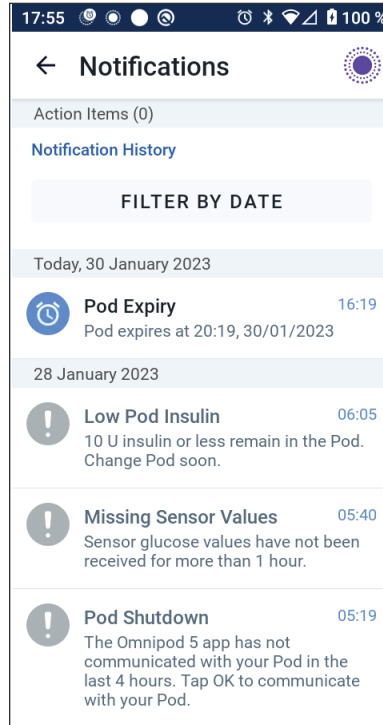 17:55 100 %
Notifications
Action Items (0)
Notification History
FILTER BY DATE
Today, 30 January 2023
Pod Expiry 16:19
Pod expires at 20:19, 30/01/2023
28 January 2023
Low Pod Insulin 06:05
10 U insulin or less remain in the Pod.
Change Pod soon.
Missing Sensor Values 05:40
Sensor glucose values have not been
received for more than 1 hour.
Pod Shutdown 05:19
The Omnipod 5 app has not
communicated with your Pod in the
last 4 hours. Tap OK to communicate
with your Pod.